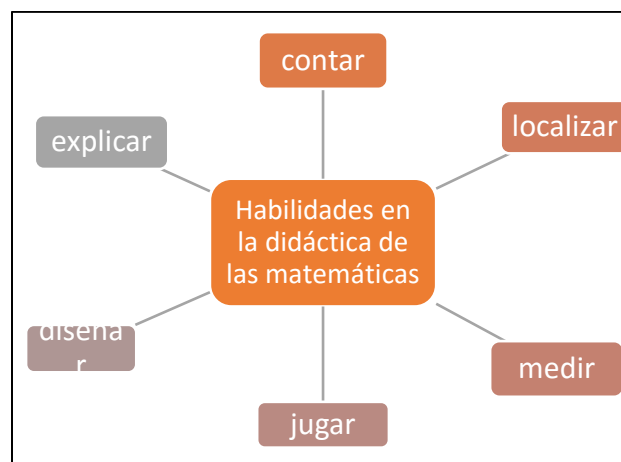 contar
localizar
explicar
Habilidades en
la didáctica de
las matemáticas
diseña
r
medir
jugar